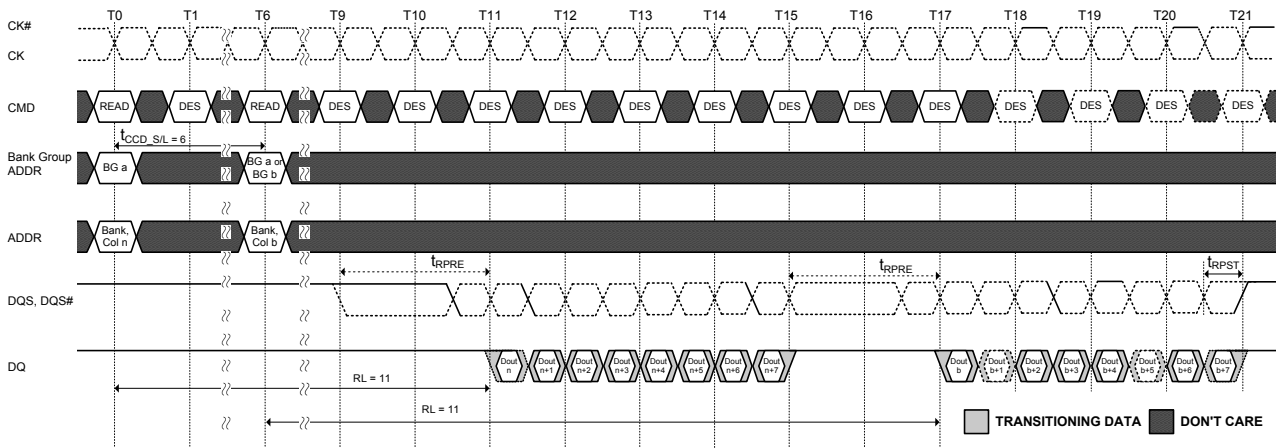 T0 T1 T6 T9 T10 T11 T12 T13 T14 T15 T16 T17 T18 T19 T20 T21
CK#
CK
CMD
READ DES READ DES DES DES DES DES DES DES DES DES DES DES DES DES
tCCD_S/L = 6
Bank Group
ADDR
BG a
BG a or
BG b
ADDR
Bank,
Col n
Bank,
Col b
tRPRE
tRPRE
tRPST
DQS, DQS#
DQ
Dout
n
Dout
n+1
Dout
n+2
Dout
n+3
Dout
n+4
Dout
n+5
Dout
n+6
Dout
n+7
Dout
b
Dout
b+1
Dout
b+2
Dout
b+3
Dout
b+4
Dout
b+5
Dout
b+6
Dout
b+7
RL = 11
RL = 11
TRANSITIONING DATA
DON'T CARE